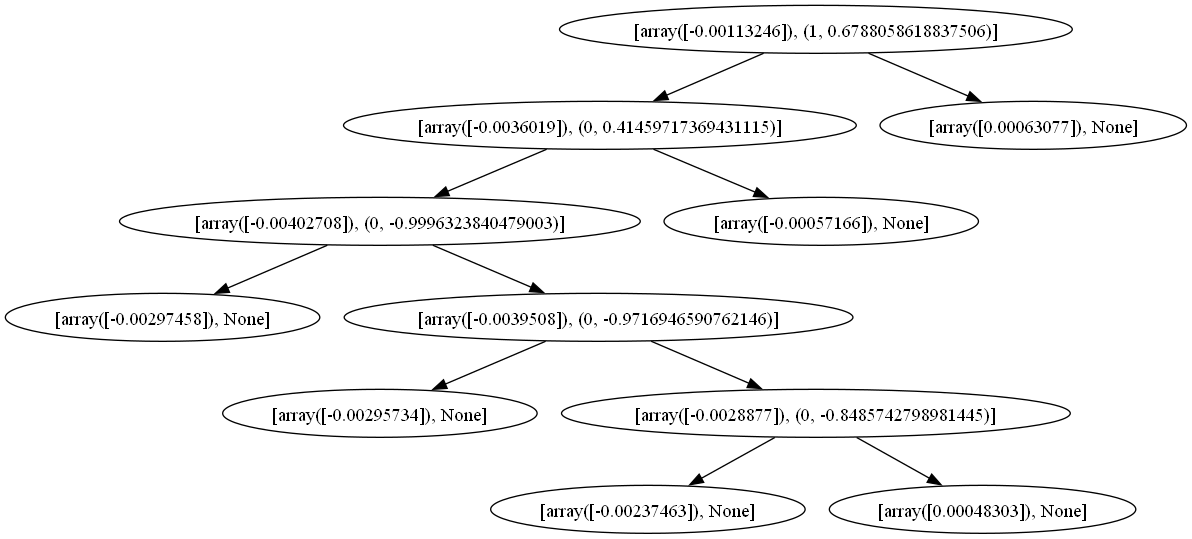 [array([-0.00113246]), (1, 0.6788058618837506)]
[array([-0.0036019]), (0, 0.41459717369431115)]
[array([0.00063077]), None]
[array([-0.00402708]), (0, -0.9996323840479003)]
[array([-0.00057166]), None]
[array([-0.00297458]), None]
[array([-0.0039508]), (0, -0.9716946590762146)]
[array([-0.00295734]), None]
[array([-0.0028877]), (0, -0.8485742798981445)]
[array([-0.00237463]), None]
[array([0.00048303]), None]